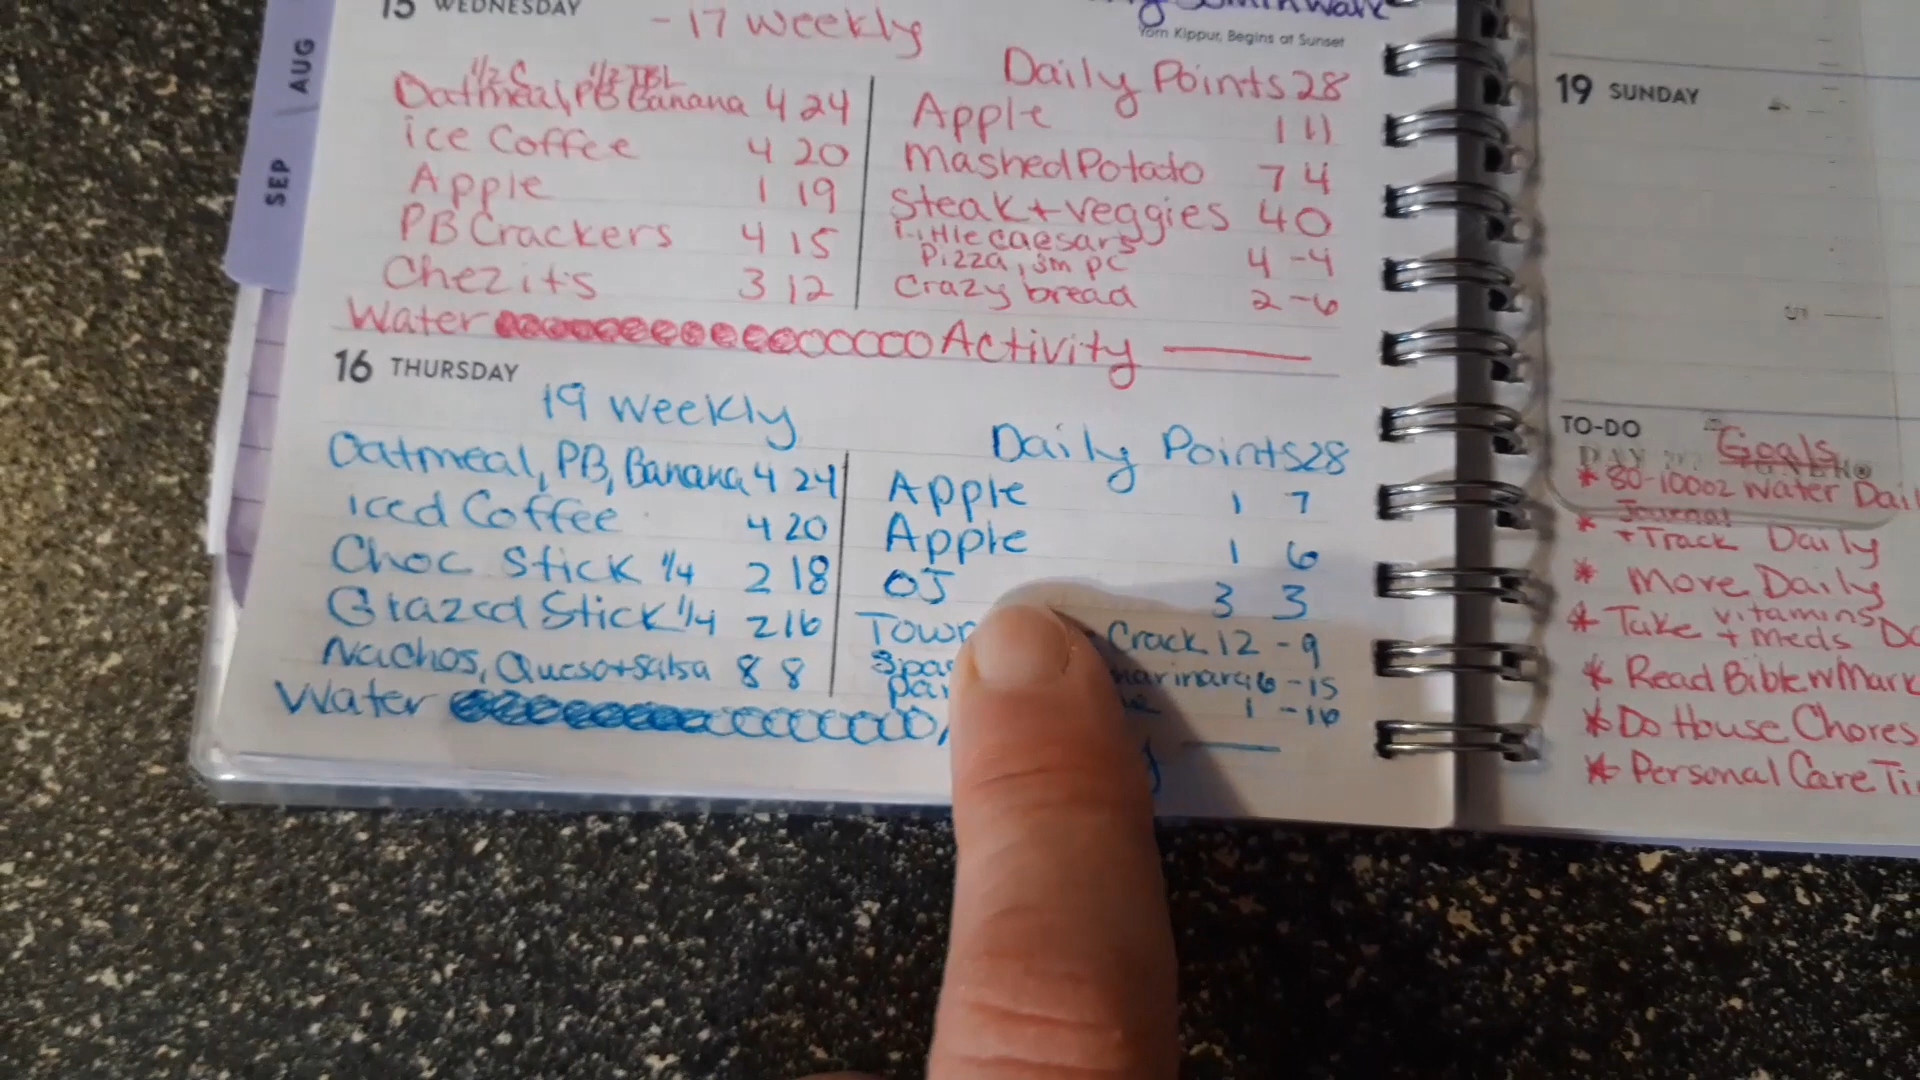 AUG
SEP
15 WEDNESDAY
-17 weekly
Yom Kippur, Begins at Sunset
Daily Points 28
1/2 C 1/2 TBL
Oatmeal, PB Banana 4 24
ice Coffee 4 20
Apple 1 19
PB Crackers 4 15
Chezits 3 12
Apple 1 11
Mashed Potato 7 4
Steak + veggies 4 0
Little caesars
Pizza, sm pc 4 -4
Crazy bread 2 -6
Water Activity
16 THURSDAY
19 Weekly
Daily Points 28
Oatmeal, PB, Banana 4 24
Iced Coffee 4 20
Choc Stick 1/4 2 18
Glazed Stick 1/4 2 16
Nachos, Queso + Salsa 8 8
Apple 1 7
Apple 1 6
OJ 3 3
Crack 12 -9
marinara 6 -15
1 -16
Water
19 SUNDAY
TO-DO
Goals
* 80-100oz Water
Journal
* + Track Daily
* More Daily
* Take vitamins
+ meds
* Read Bible w Mark
* Do House Chores
* Personal Care